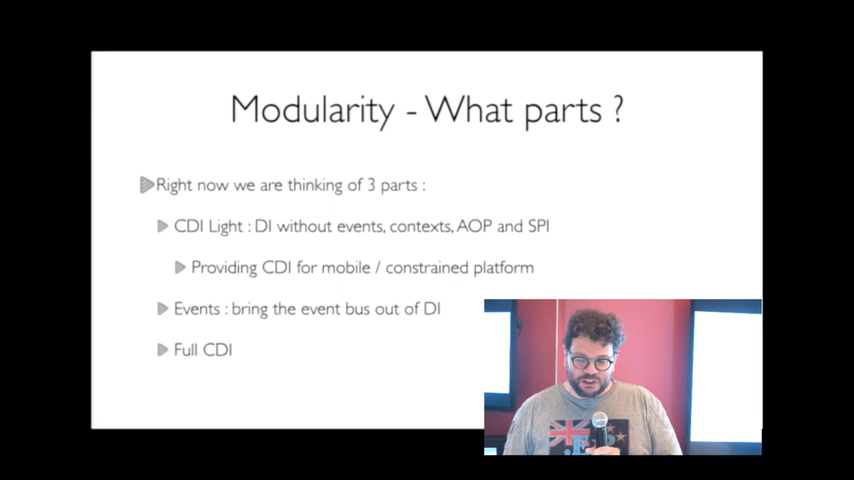 Modularity - What parts ?
Right now we are thinking of 3 parts :
CDI Light : DI without events, contexts, AOP and SPI
Providing CDI for mobile / constrained platform
Events : bring the event bus out of DI
Full CDI